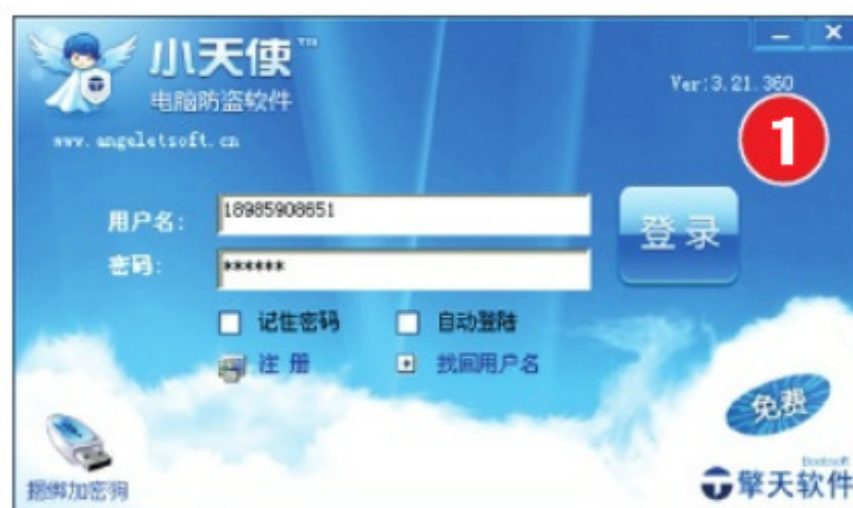 小天使™
电脑防盗软件
www.angeletsoft.cn
Ver:3.21.360
1
用户名:
18985908651
登录
密码:
******
记住密码
自动登陆
注册
找回用户名
免费
捆绑加密狗
Bootsoft
擎天软件